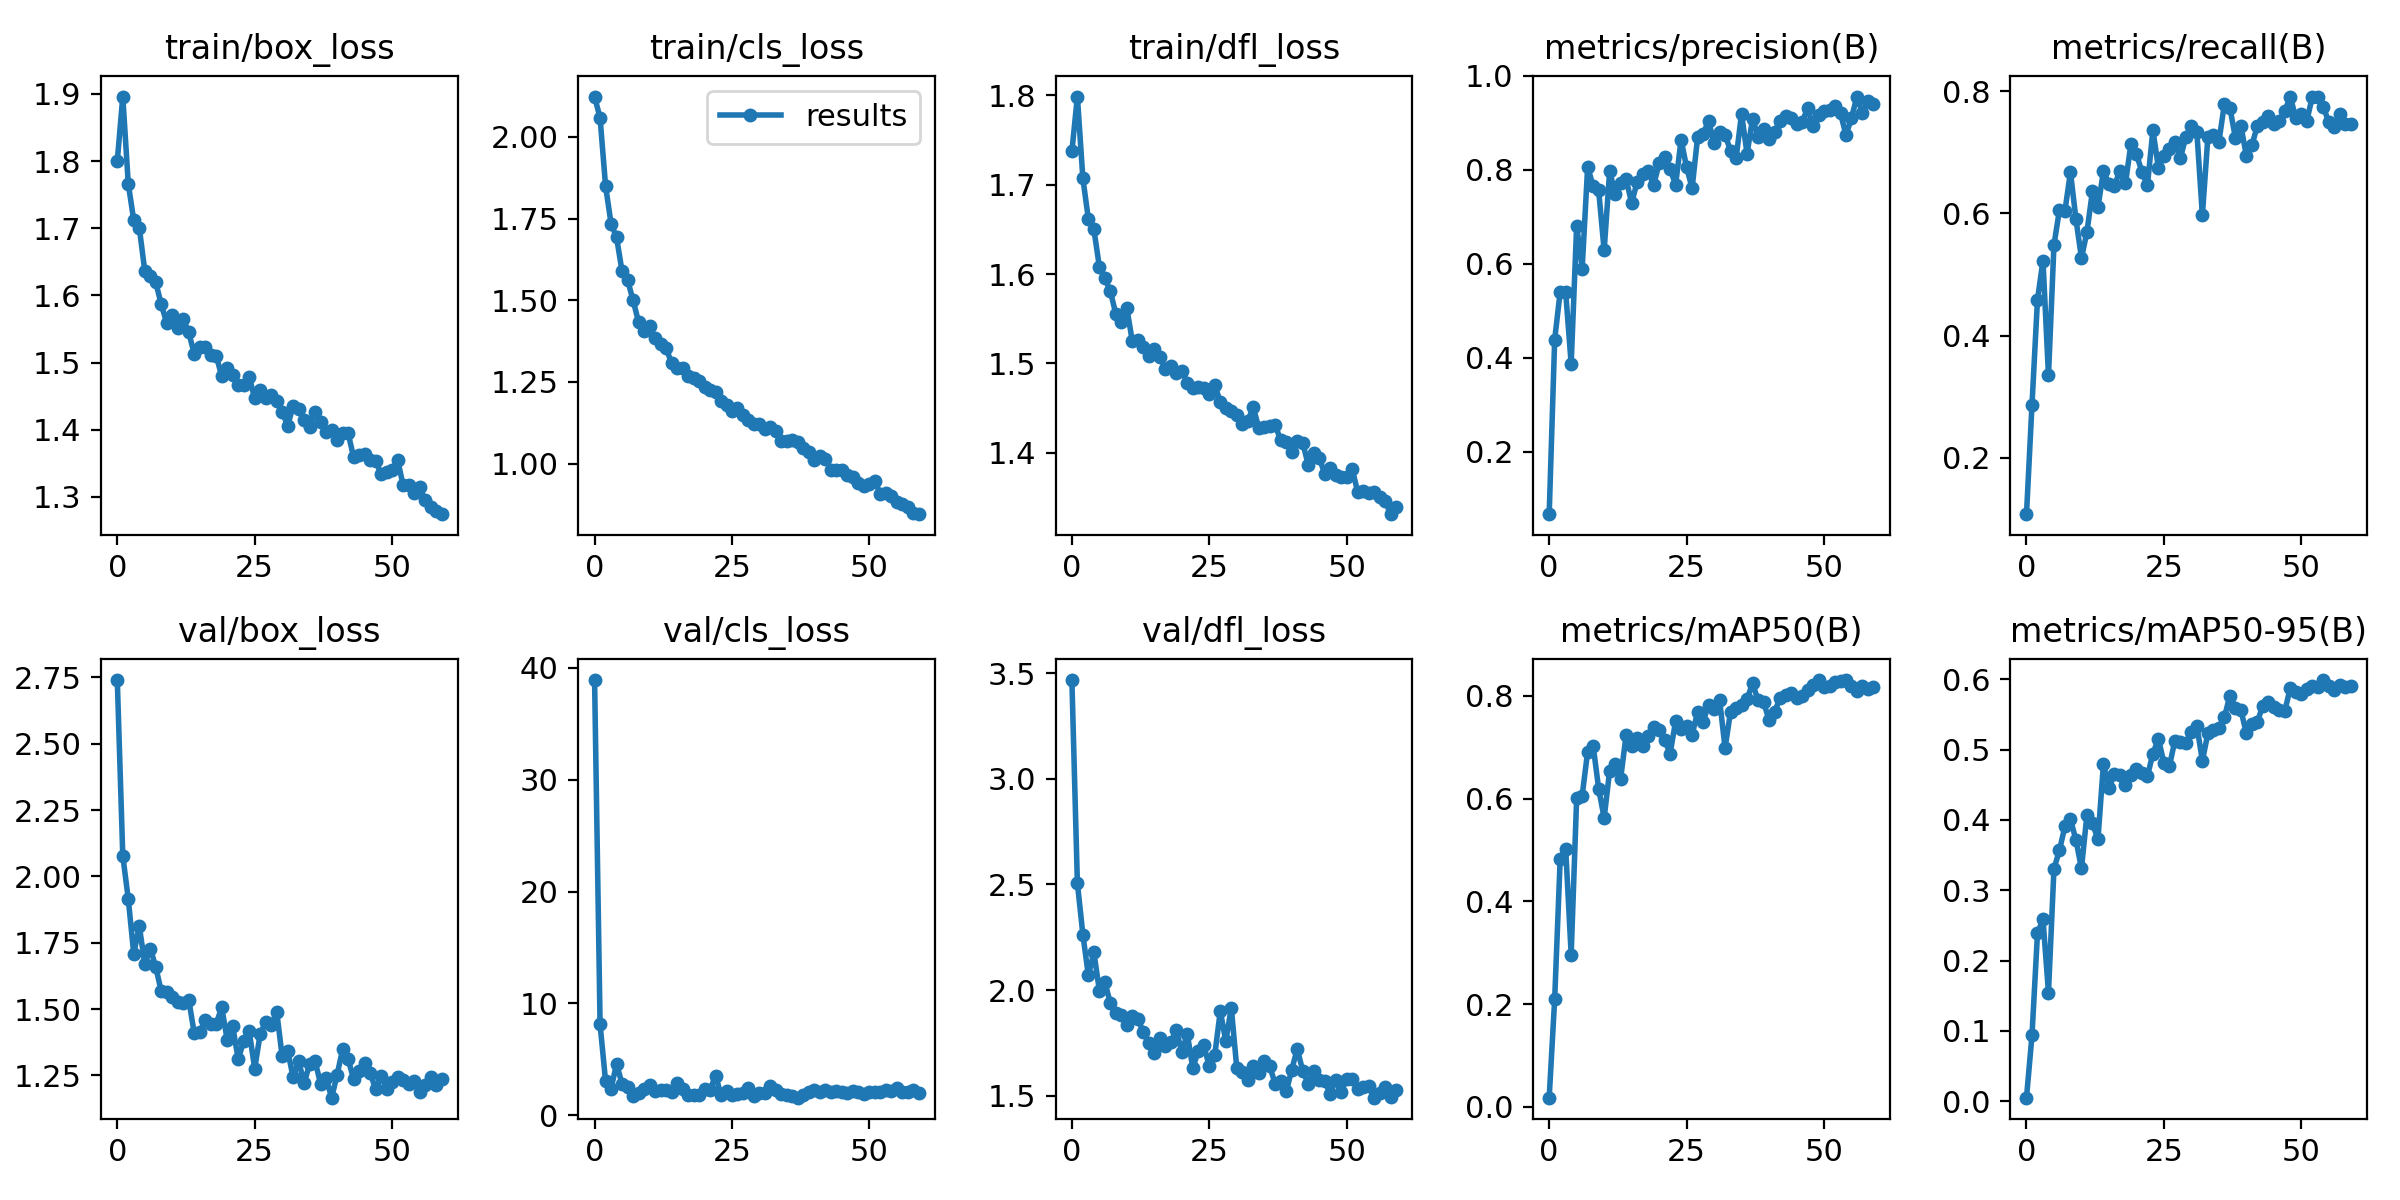 train/box_loss
1.9
1.8
1.7
1.6
1.5
1.4
1.3
0 25 50
train/cls_loss
results
2.00
1.75
1.50
1.25
1.00
0 25 50
train/dfl_loss
1.8
1.7
1.6
1.5
1.4
0 25 50
metrics/precision(B)
1.0
0.8
0.6
0.4
0.2
0 25 50
metrics/recall(B)
0.8
0.6
0.4
0.2
0 25 50
val/box_loss
2.75
2.50
2.25
2.00
1.75
1.50
1.25
0 25 50
val/cls_loss
40
30
20
10
0
0 25 50
val/dfl_loss
3.5
3.0
2.5
2.0
1.5
0 25 50
metrics/mAP50(B)
0.8
0.6
0.4
0.2
0.0
0 25 50
metrics/mAP50-95(B)
0.6
0.5
0.4
0.3
0.2
0.1
0.0
0 25 50